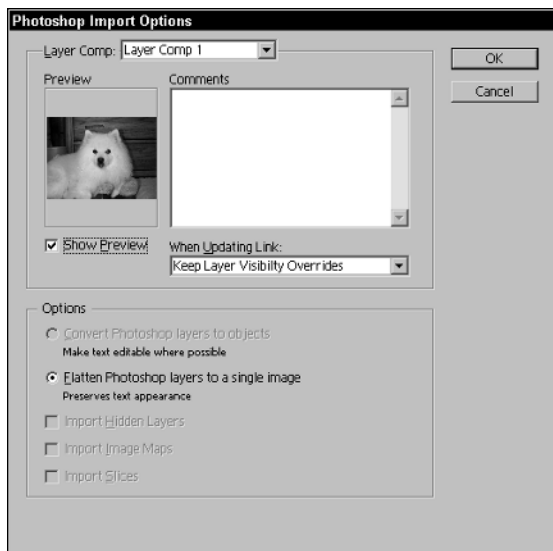 Photoshop Import Options
Layer Comp: Layer Comp 1
OK
Cancel
Preview
Comments
Show Preview
When Updating Link:
Keep Layer Visibilty Overrides
Options
Convert Photoshop layers to objects
Make text editable where possible
Flatten Photoshop layers to a single image
Preserves text appearance
Import Hidden Layers
Import Image Maps
Import Slices